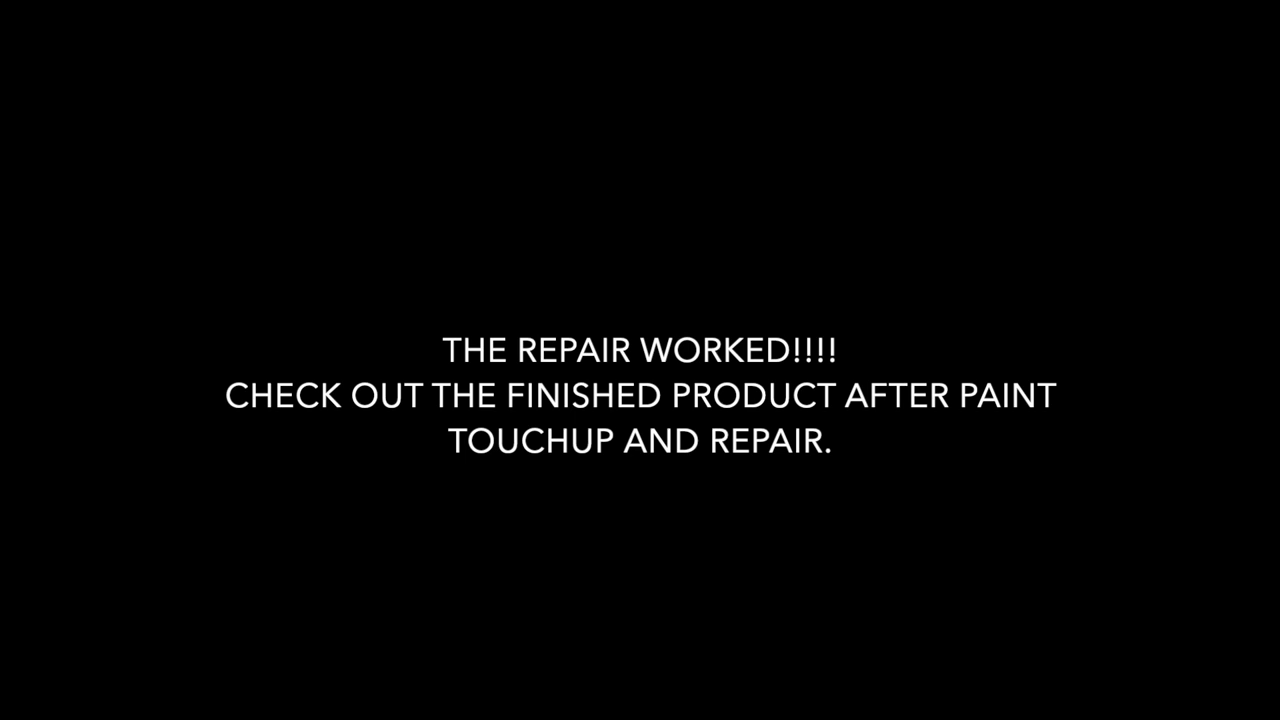 THE REPAIR WORKED!!!!
CHECK OUT THE FINISHED PRODUCT AFTER PAINT
TOUCHUP AND REPAIR.